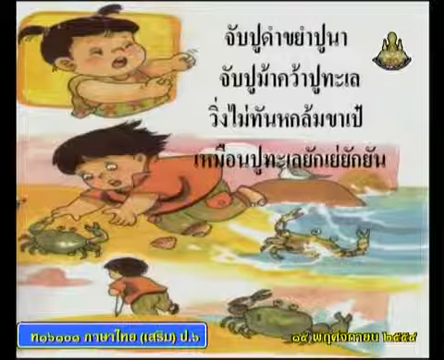 จับปูดำขยำปูนา
จับปูม้าคว้าปูทะเล
วิ่งไม่ทันหกล้มขาเป๋
เหมือนปูทะเลยักเย่ยักยัน
ท๑๖๑๐๑ ภาษาไทย (เสริม) ป.๖
๑๕ พฤศจิกายน ๒๕๕๔